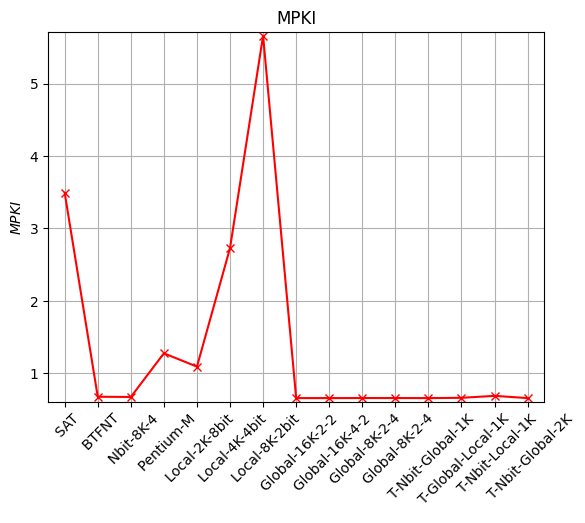 MPKI
MPKI
5
4
3
2
1
SAT
BTFNT
Nbit-8K-4
Pentium-M
Local-2K-8bit
Local-4K-4bit
Local-8K-2bit
Global-16K-2-2
Global-16K-4-2
Global-8K-2-4
Global-8K-2-4
T-Nbit-Global-1K
T-Global-Local-1K
T-Nbit-Local-1K
T-Nbit-Global-2K